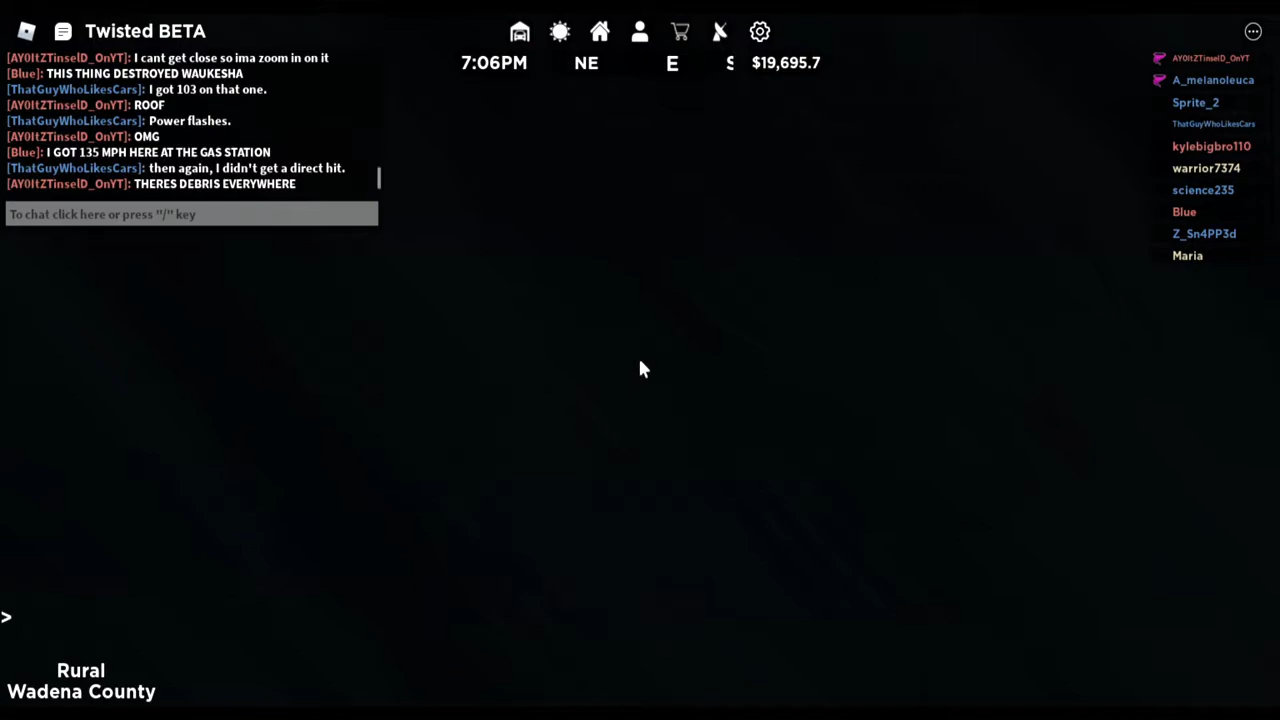 Twisted BETA
[AY0ItZTinselD_OnYT]: I cant get close so ima zoom in on it
[Blue]: THIS THING DESTROYED WAUKESHA
[ThatGuyWhoLikesCars]: I got 103 on that one.
[AY0ItZTinselD_OnYT]: ROOF
[ThatGuyWhoLikesCars]: Power flashes.
[AY0ItZTinselD_OnYT]: OMG
[Blue]: I GOT 135 MPH HERE AT THE GAS STATION
[ThatGuyWhoLikesCars]: then again, I didn't get a direct hit.
[AY0ItZTinselD_OnYT]: THERES DEBRIS EVERYWHERE
To chat click here or press "/" key
7:06PM NE E S $19,695.7
AY0ItZTinselD_OnYT
A_melanoleuca
Sprite_2
ThatGuyWhoLikesCars
kylebigbro110
warrior7374
science235
Blue
Z_Sn4PP3d
Maria
>
Rural
Wadena County